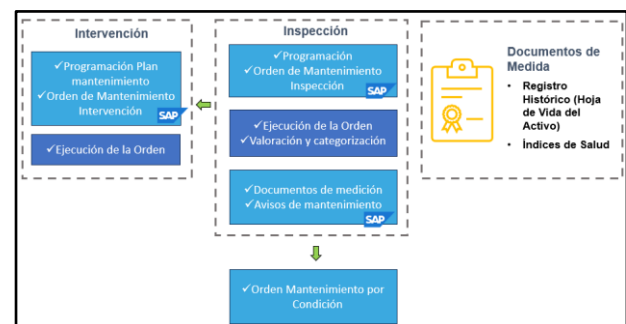 Intervención
✓Programación Plan
mantenimiento
✓Orden de Mantenimiento
Intervención
SAP
✓Ejecución de la Orden
Inspección
✓Programación
✓Orden de Mantenimiento
Inspección
SAP
✓Ejecución de la Orden
✓Valoración y categorización
✓Documentos de medición
✓Avisos de mantenimiento
SAP
✓Orden Mantenimiento por
Condición
Documentos de
Medida
• Registro
Histórico (Hoja
de Vida del
Activo)
• Índices de Salud